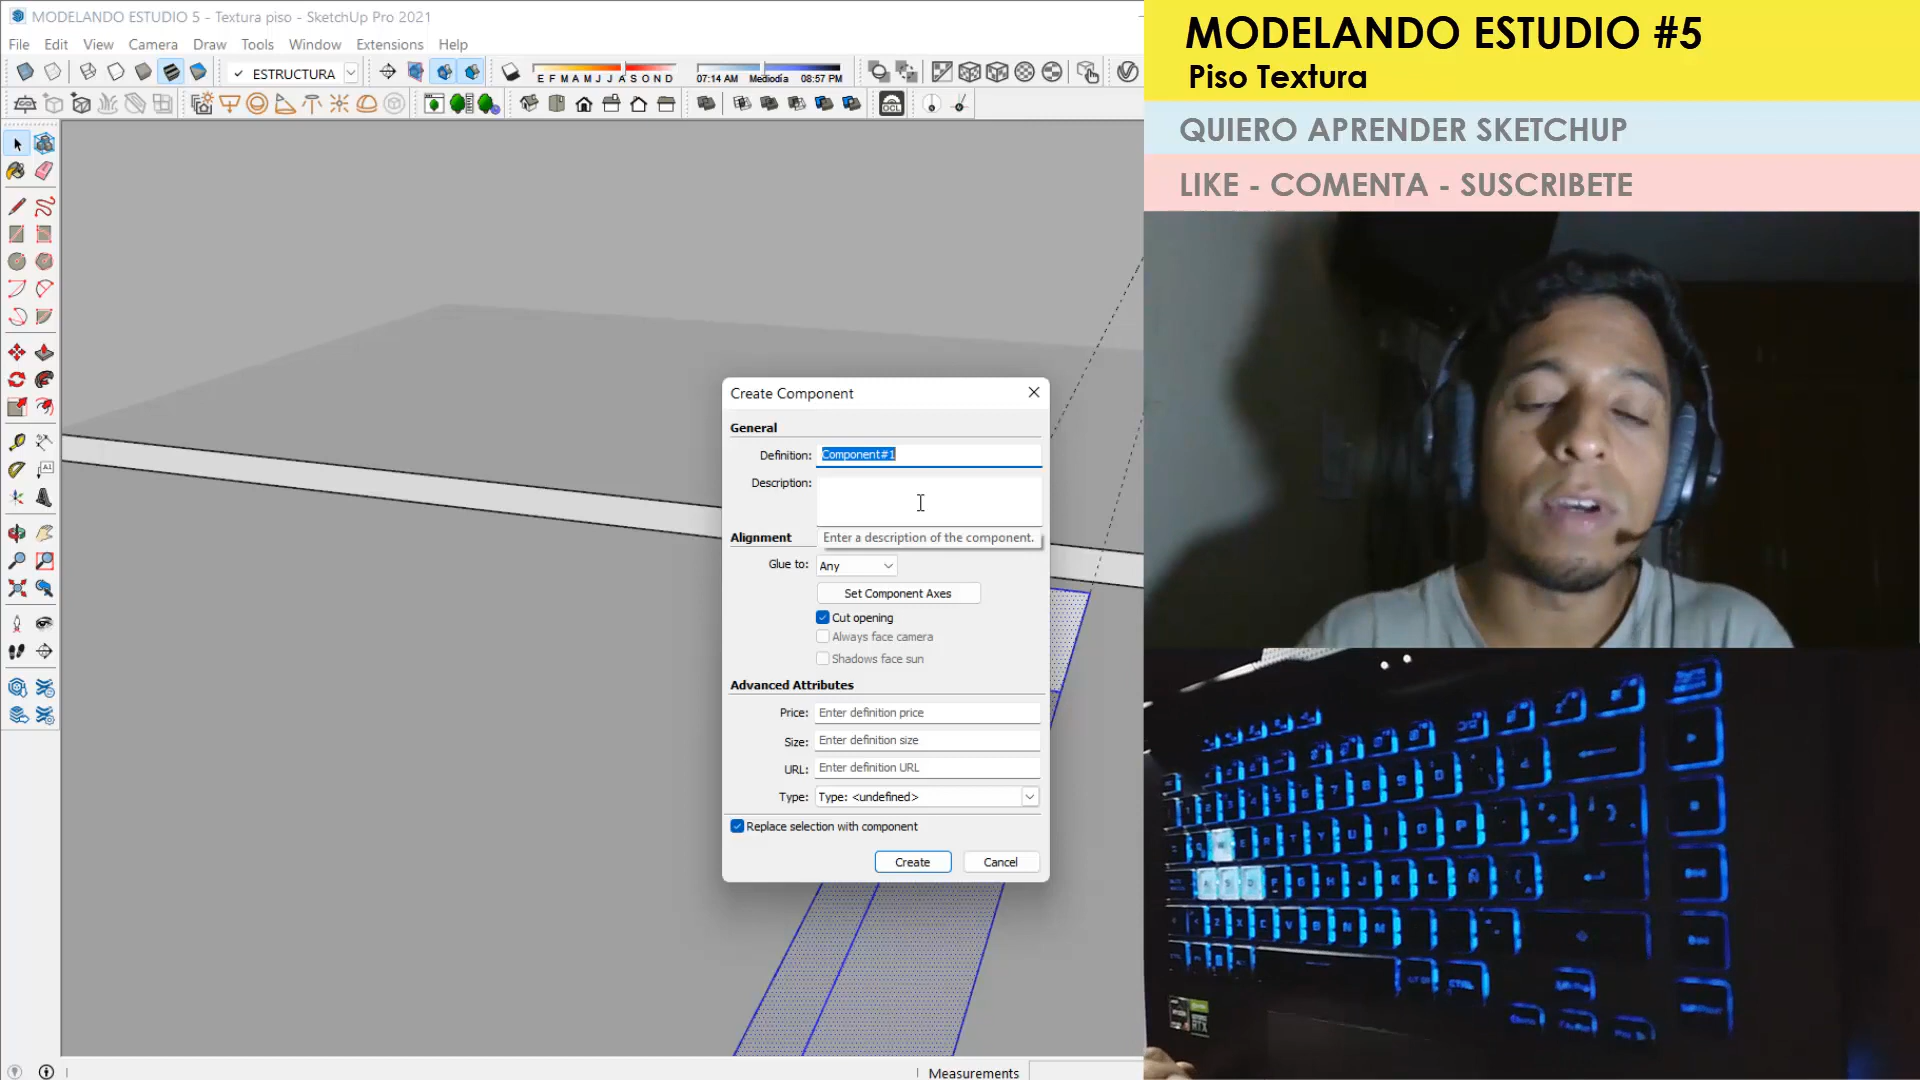 MODELANDO ESTUDIO 5 - Textura piso - SketchUp Pro 2021
File Edit View Camera Draw Tools Window Extensions Help
✓ ESTRUCTURA
E F M A M J J A S O N D
07:14 AM Mediodía 08:57 PM
OCL
A1
Create Component
General
Definition: Component#1
Description:
Enter a description of the component.
Alignment
Glue to: Any
Set Component Axes
Cut opening
Always face camera
Shadows face sun
Advanced Attributes
Price: Enter definition price
Size: Enter definition size
URL: Enter definition URL
Type: Type: <undefined>
Replace selection with component
Create Cancel
Measurements
MODELANDO ESTUDIO #5
Piso Textura
QUIERO APRENDER SKETCHUP
LIKE - COMENTA - SUSCRIBETE
E R T Y U I O P
A S D F G H J K L Ñ
Z X C V B N M
RTX